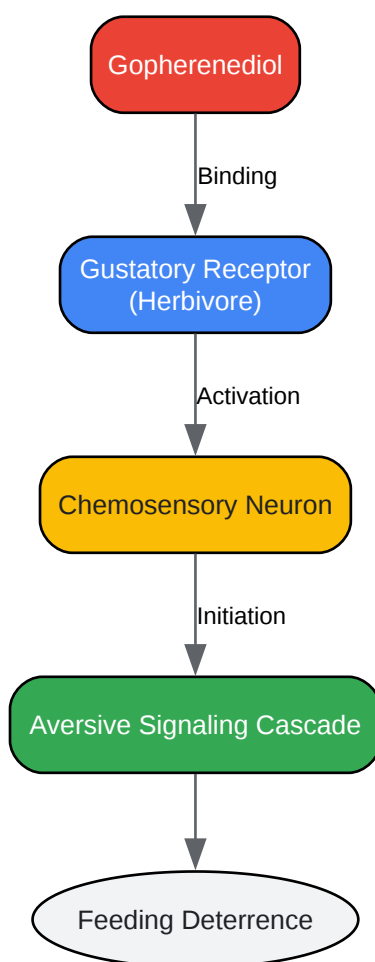 Gopherenediol
Binding
Gustatory Receptor
(Herbivore)
Activation
Chemosensory Neuron
Initiation
Aversive Signaling Cascade
Feeding Deterrence